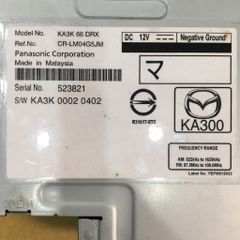 Model No. KA3K 66 DRX
Ref.No. CR-LM04G5JM
Panasonic Corporation
Made in Malaysia
DC 12V Negative Ground
マ
Serial No.
523821
S/W KA3K 0002 0402
KA300
FREQUENCY RANGE